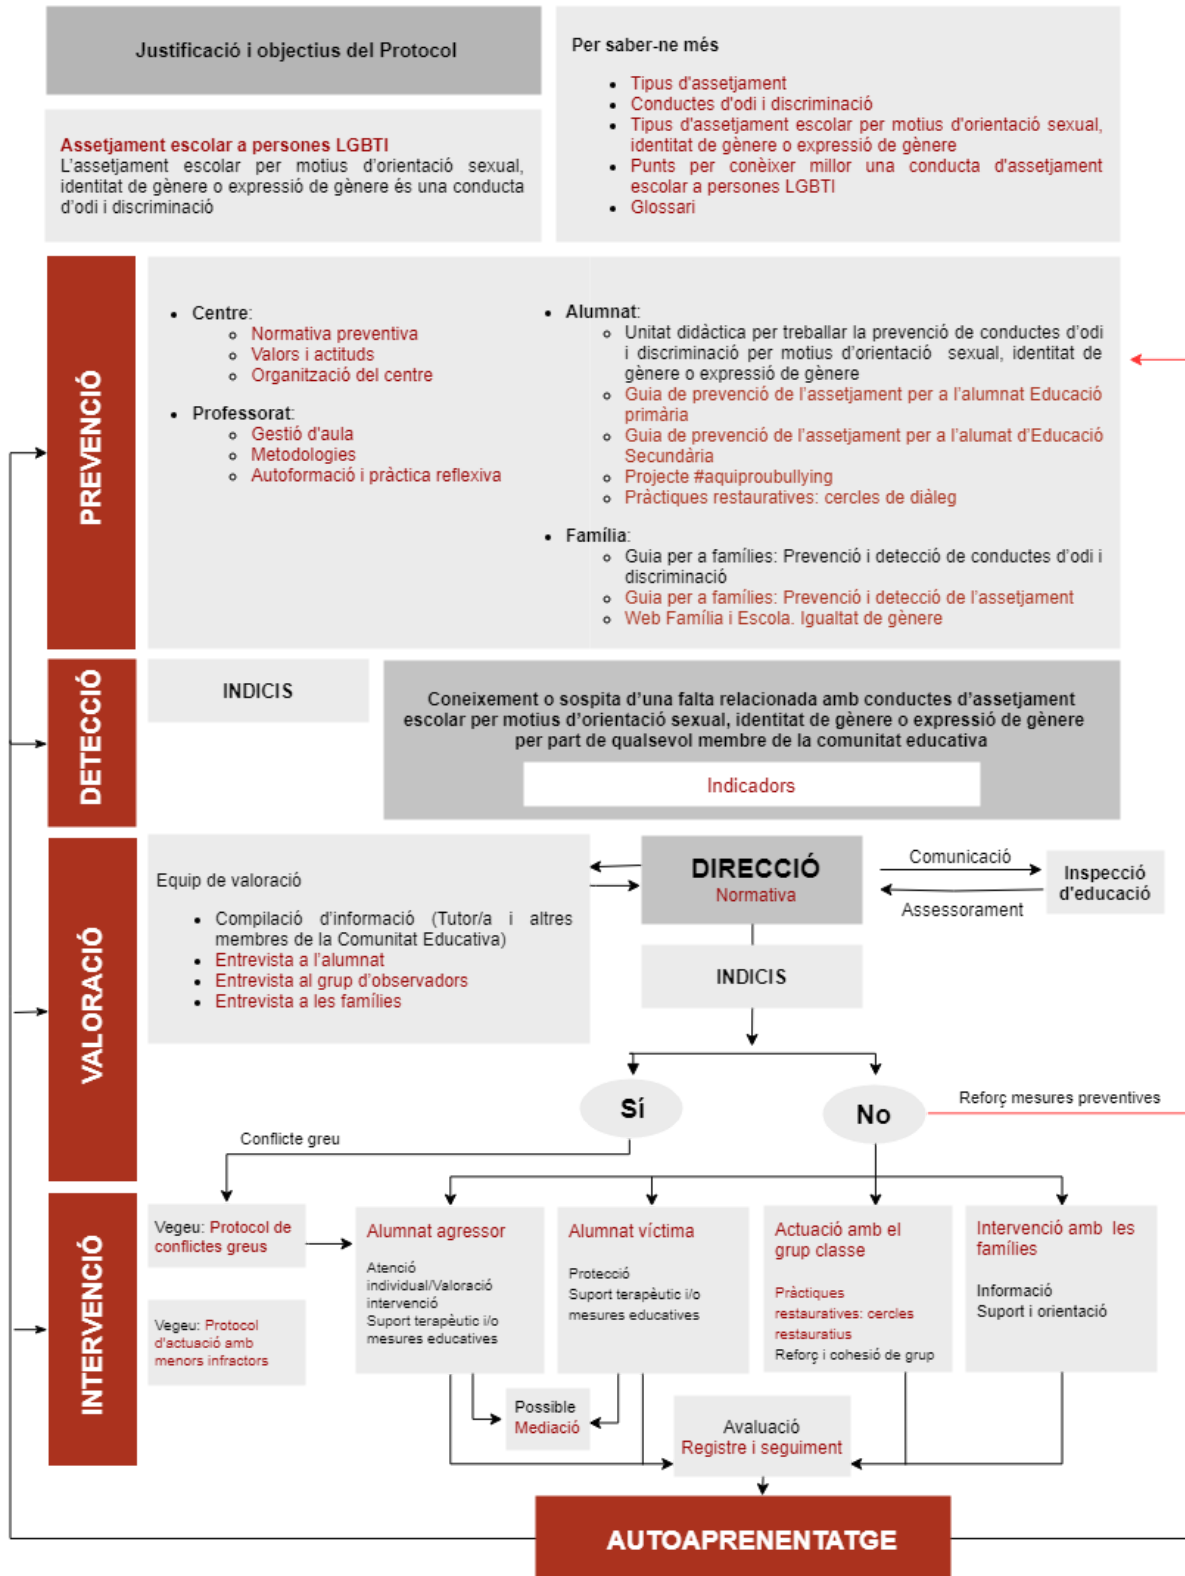 Justificació i objectius del Protocol
Per saber-ne més
Tipus d'assetjament
Conductes d'odi i discriminació
Tipus d'assetjament escolar per motius d'orientació sexual,
identitat de gènere o expressió de gènere
Punts per conèixer millor una conducta d'assetjament
escolar a persones LGBTI
Glossari
Assetjament escolar a persones LGBTI
L'assetjament escolar per motius d'orientació sexual,
identitat de gènere o expressió de gènere és una conducta
d'odi i discriminació
PREVENCIÓ
Centre:
Normativa preventiva
Valors i actituds
Organització del centre
Professorat:
Gestió d'aula
Metodologies
Autoformació i pràctica reflexiva
Alumnat:
Unitat didàctica per treballar la prevenció de conductes d'odi
i discriminació per motius d'orientació sexual, identitat de
gènere o expressió de gènere
Guia de prevenció de l'assetjament per a l'alumnat Educació
primària
Guia de prevenció de l'assetjament per a l'alumat d'Educació
Secundària
Projecte #aquiproubullying
Pràctiques restauratives: cercles de diàleg
Família:
Guia per a famílies: Prevenció i detecció de conductes d'odi i
discriminació
Guia per a famílies: Prevenció i detecció de l'assetjament
Web Família i Escola. Igualtat de gènere
DETECCIÓ
INDICIS
Coneixement o sospita d'una falta relacionada amb conductes d'assetjament
escolar per motius d'orientació sexual, identitat de gènere o expressió de gènere
per part de qualsevol membre de la comunitat educativa
Indicadors
VALORACIÓ
Equip de valoració
Compilació d'informació (Tutor/a i altres
membres de la Comunitat Educativa)
Entrevista a l'alumnat
Entrevista al grup d'observadors
Entrevista a les famílies
DIRECCIÓ
Normativa
Comunicació
Assessorament
Inspecció
d'educació
INDICIS
Sí
No
Reforç mesures preventives
Conflicte greu
INTERVENCIÓ
Vegeu: Protocol de
conflictes greus
Vegeu: Protocol
d'actuació amb
menors infractors
Alumnat agressor
Atenció
individual/Valoració
intervenció
Suport terapèutic i/o
mesures educatives
Alumnat víctima
Protecció
Suport terapèutic i/o
mesures educatives
Actuació amb el
grup classe
Pràctiques
restauratives: cercles
restauratius
Reforç i cohesió de grup
Intervenció amb les
famílies
Informació
Suport i orientació
Possible
Mediació
Avaluació
Registre i seguiment
AUTOAPRENENTATGE